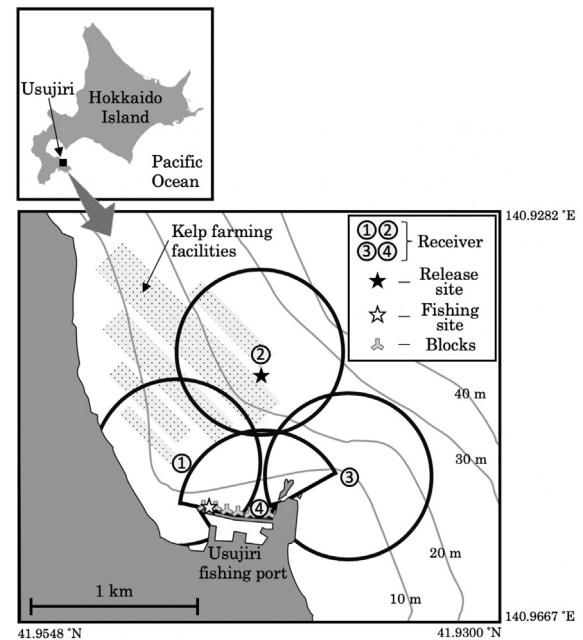 Usujiri
Hokkaido
Island
Pacific
Ocean
140.9282 °E
Kelp farming
facilities
①②
③④
Receiver
Release
site
Fishing
site
Blocks
②
40 m
30 m
①
③
④
Usujiri
fishing port
20 m
10 m
1 km
140.9667 °E
41.9548 °N
41.9300 °N